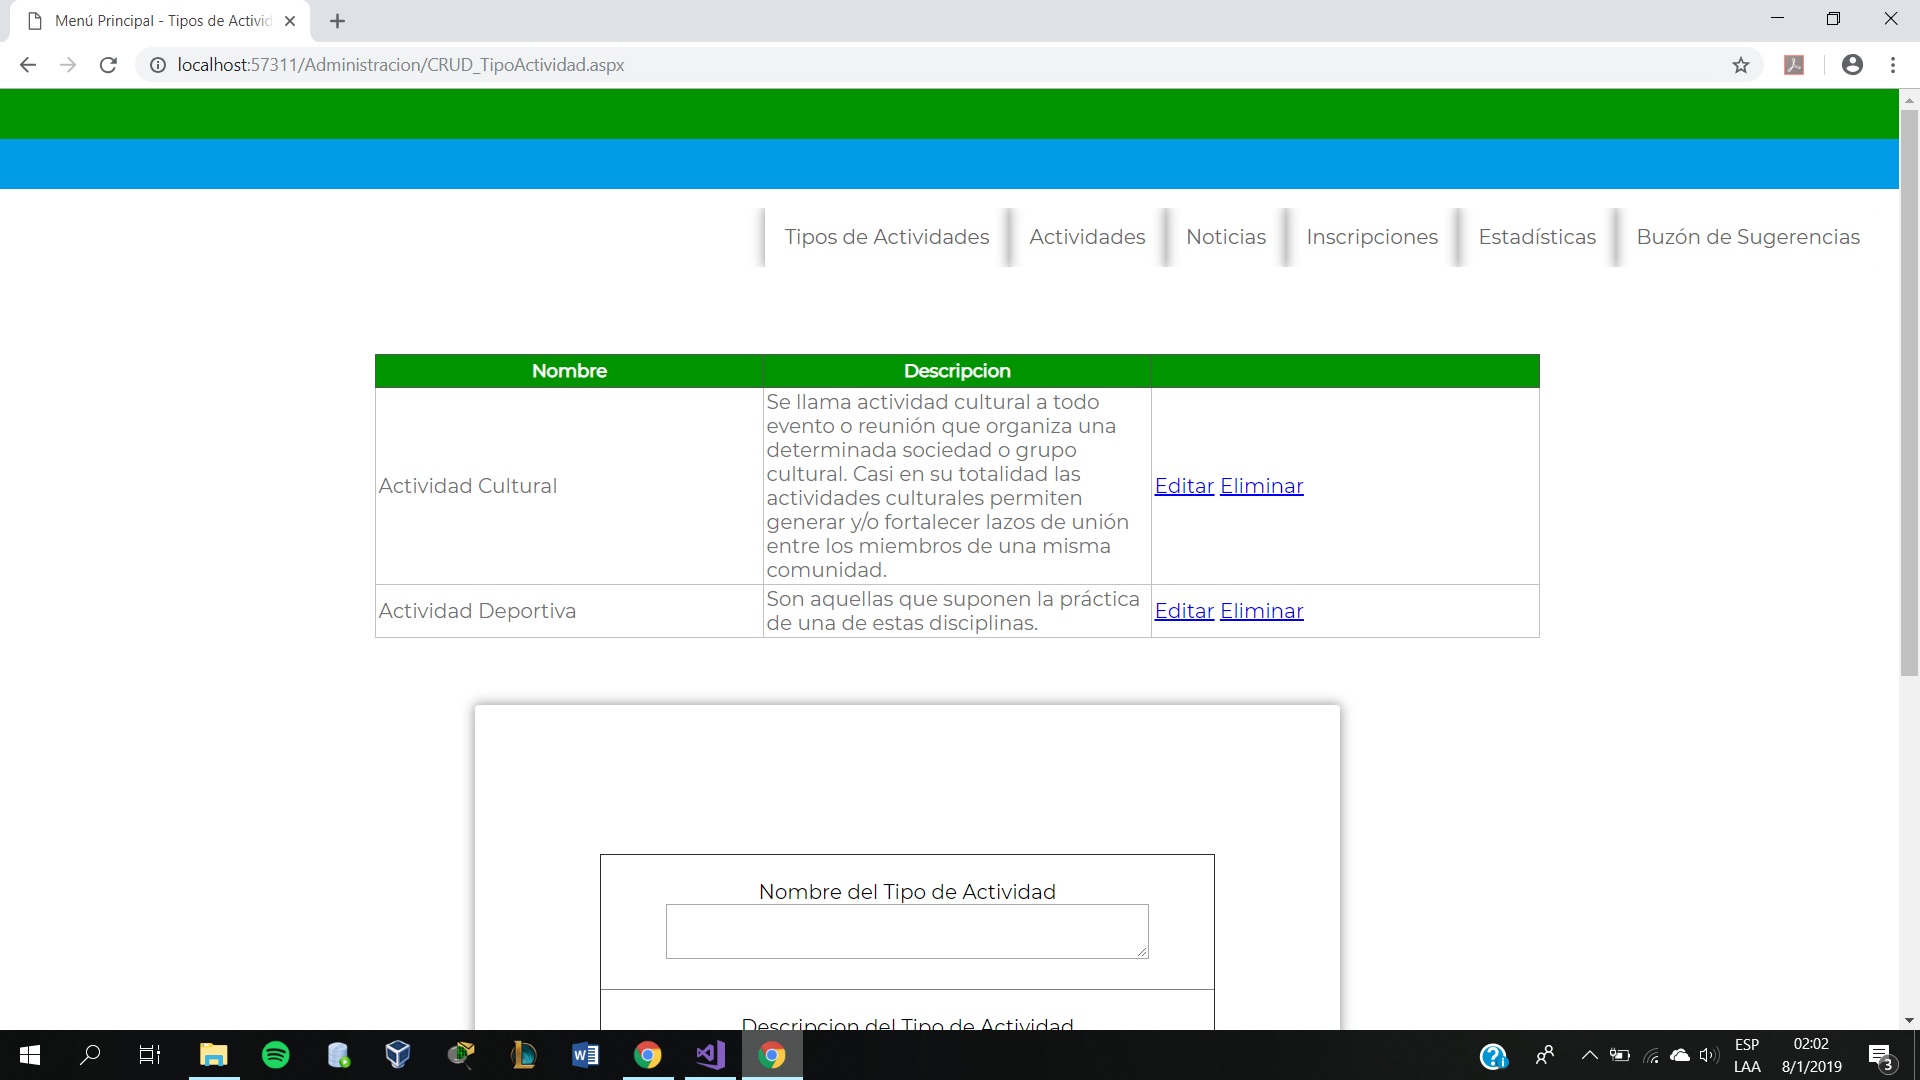 Menú Principal - Tipos de Activid
localhost:57311/Administracion/CRUD_TipoActividad.aspx
Tipos de Actividades Actividades Noticias Inscripciones Estadísticas Buzón de Sugerencias
Nombre Descripcion
Se llama actividad cultural a todo
evento o reunión que organiza una
determinada sociedad o grupo
cultural. Casi en su totalidad las
Actividad Cultural actividades culturales permiten Editar Eliminar
generar y/o fortalecer lazos de unión
entre los miembros de una misma
comunidad.
Actividad Deportiva Son aquellas que suponen la práctica Editar Eliminar
de una de estas disciplinas.
Nombre del Tipo de Actividad
Descripcion del Tipo de Actividad
ESP 02:02
LAA 8/1/2019 3